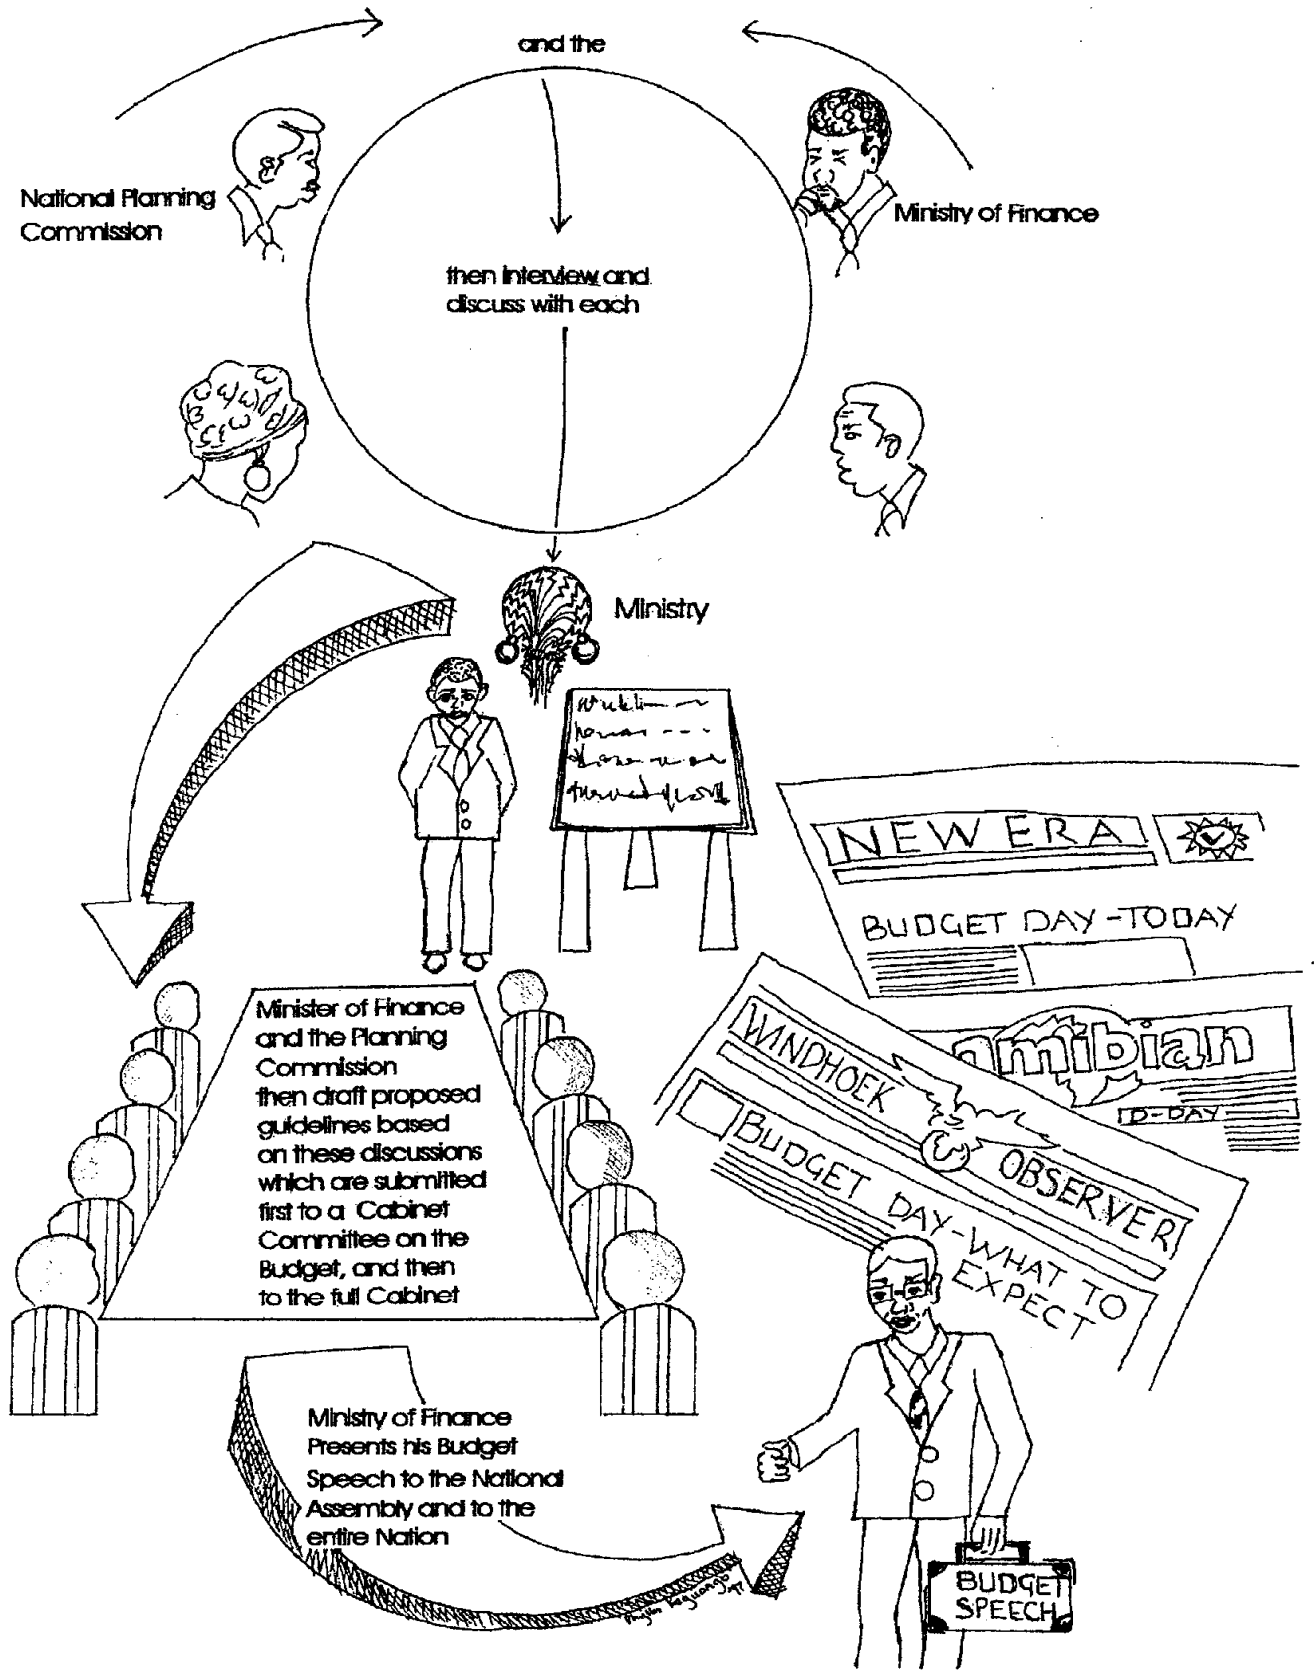 and the
National Planning
Commission
Ministry of Finance
then interview and
discuss with each
Ministry
NEW ERA
BUDGET DAY-TODAY
amibian
D-DAY
WINDHOEK
OBSERVER
BUDGET DAY-WHAT TO
EXPECT
Minister of Finance
and the Planning
Commission
then draft proposed
guidelines based
on these discussions
which are submitted
first to a Cabinet
Committee on the
Budget, and then
to the full Cabinet
Ministry of Finance
Presents his Budget
Speech to the National
Assembly and to the
entire Nation
BUDGET
SPEECH